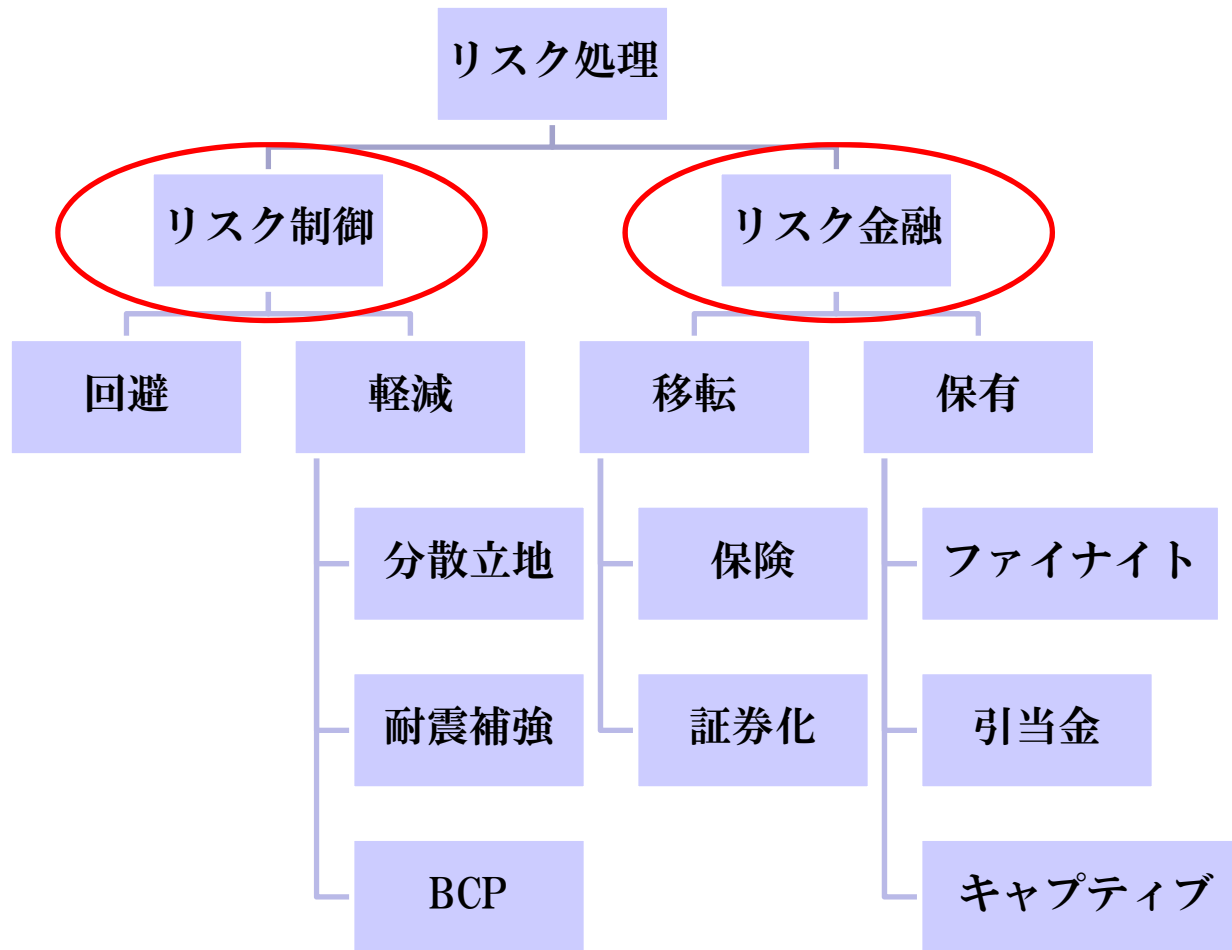 リスク処理
リスク制御
リスク金融
回避
軽減
移転
保有
分散立地
保険
ファイナイト
耐震補強
証券化
引当金
BCP
キャプティブ